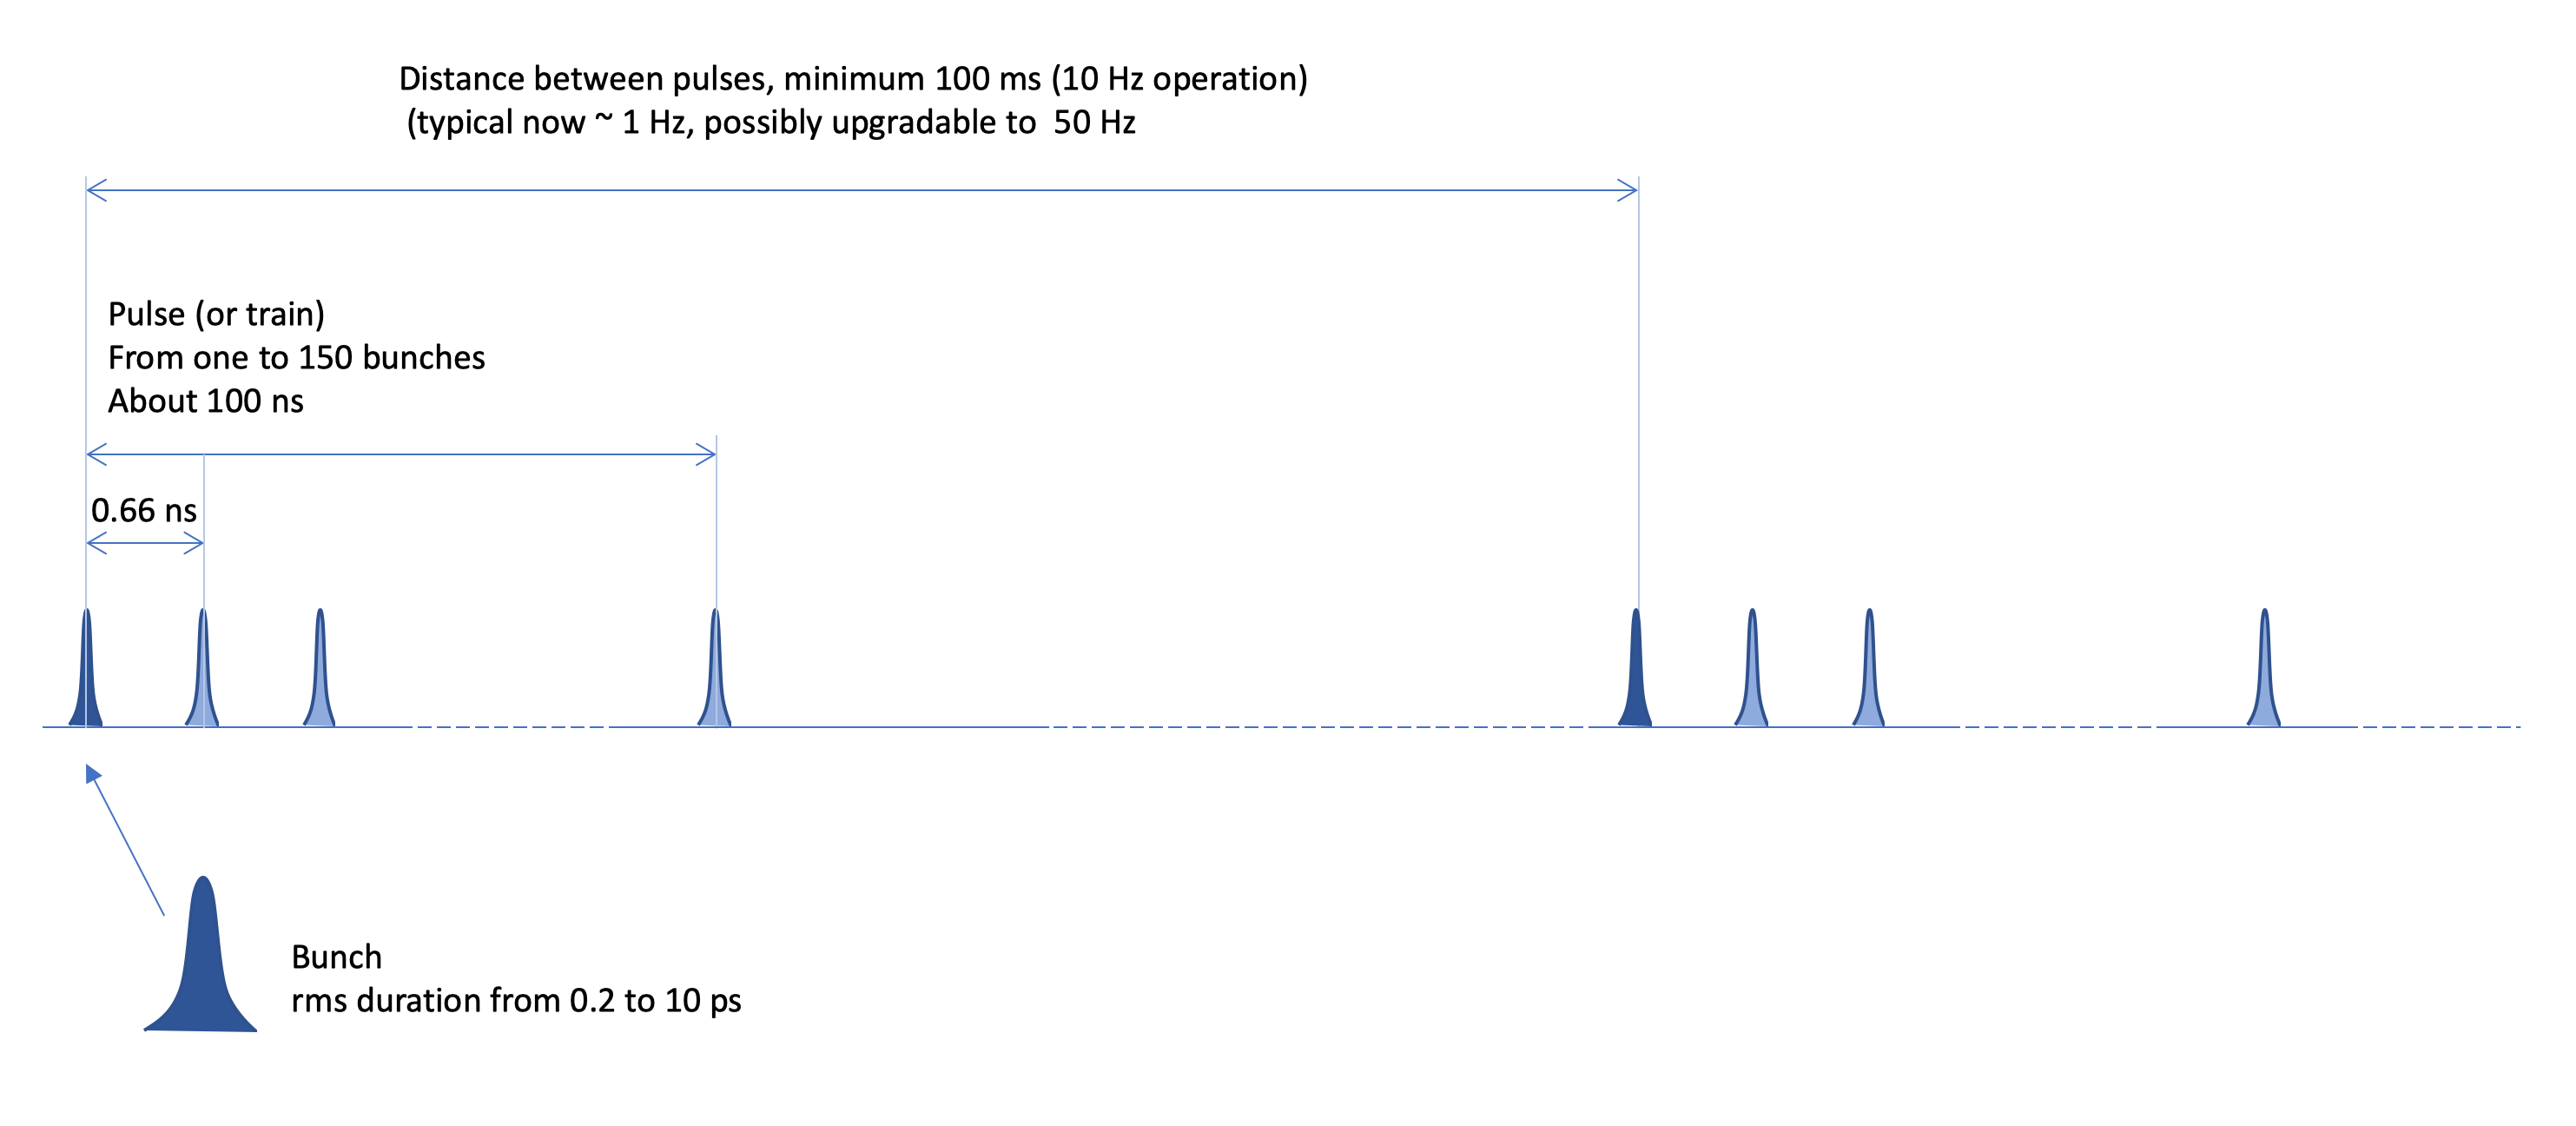 Distance between pulses, minimum 100 ms (10 Hz operation)
(typical now ~ 1 Hz, possibly upgradable to  50 Hz
Pulse (or train)
From one to 150 bunches
About 100 ns
0.66 ns
Bunch
rms duration from 0.2 to 10 ps